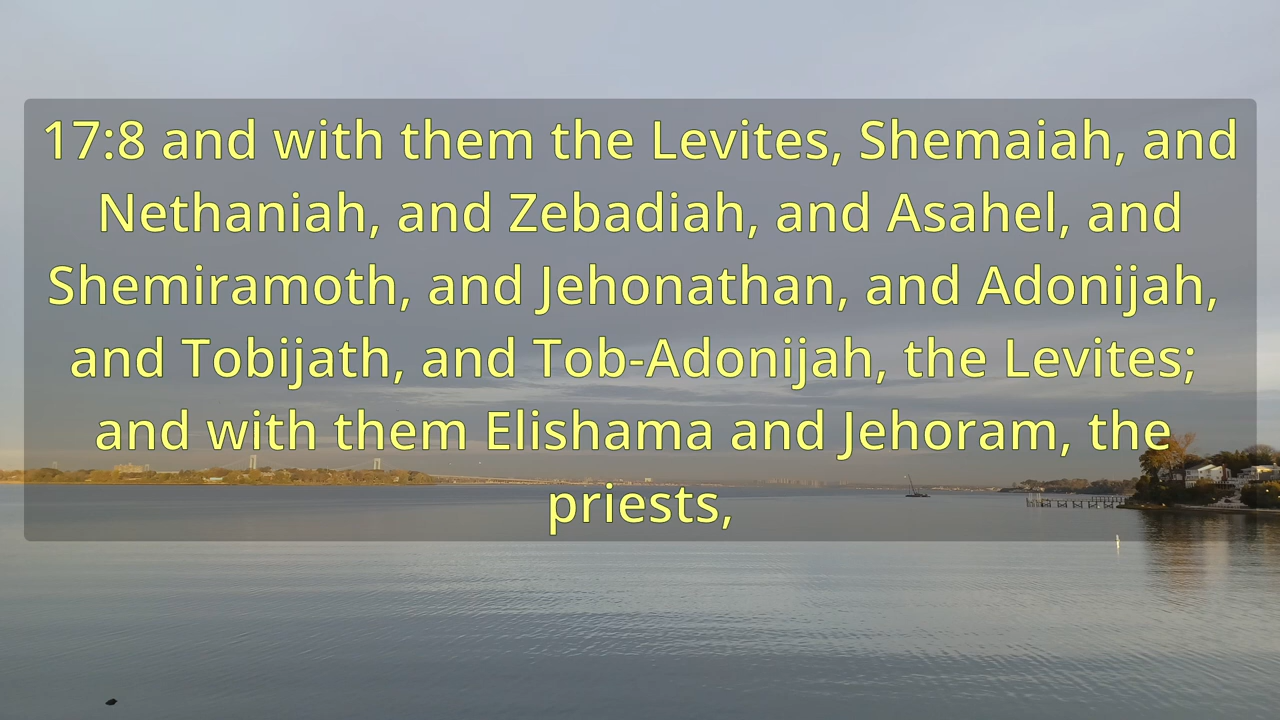 17:8 and with them the Levites, Shemaiah, and
Nethaniah, and Zebadiah, and Asahel, and
Shemiramoth, and Jehonathan, and Adonijah,
and Tobijath, and Tob-Adonijah, the Levites;
and with them Elishama and Jehoram, the
priests,